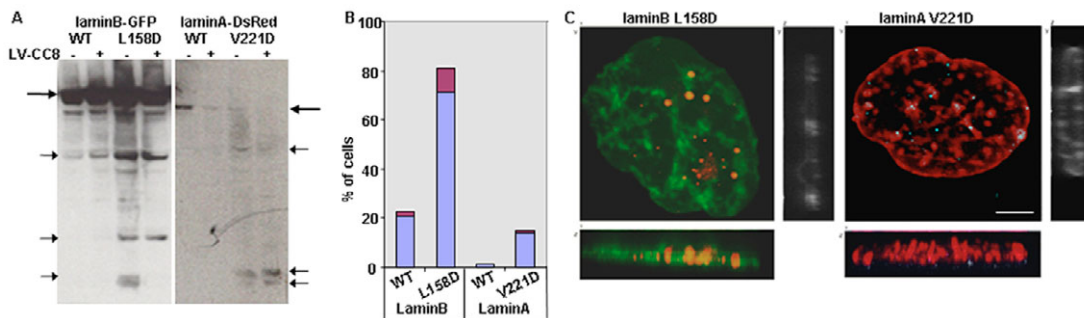 A
laminB-GFP laminA-DsRed
WT L158D WT V221D
LV-CC8 - + - + - + - +
B
% of cells
100
80
60
40
20
0
WT L158D WT V221D
LaminB LaminA
C
laminB L158D laminA V221D